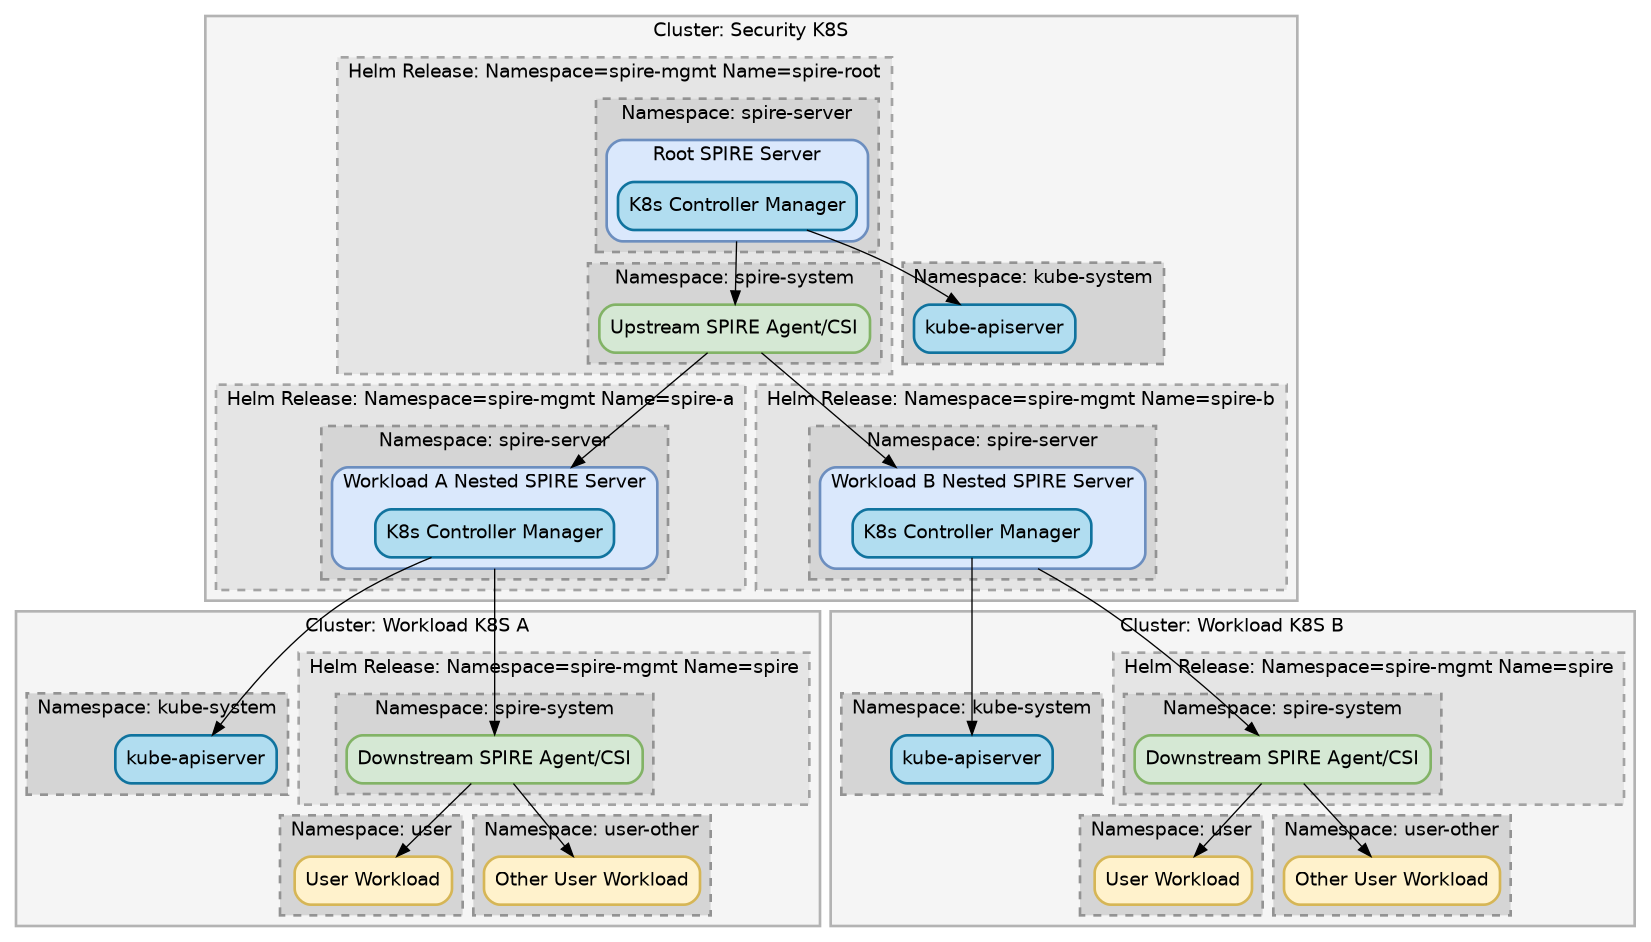 Cluster: Security K8S
Helm Release: Namespace=spire-mgmt Name=spire-root
Namespace: spire-server
Root SPIRE Server
K8s Controller Manager
Namespace: spire-system
Namespace: kube-system
Upstream SPIRE Agent/CSI
kube-apiserver
Helm Release: Namespace=spire-mgmt Name=spire-a
Namespace: spire-server
Workload A Nested SPIRE Server
K8s Controller Manager
Helm Release: Namespace=spire-mgmt Name=spire-b
Namespace: spire-server
Workload B Nested SPIRE Server
K8s Controller Manager
Cluster: Workload K8S A
Helm Release: Namespace=spire-mgmt Name=spire
Namespace: kube-system
Namespace: spire-system
kube-apiserver
Downstream SPIRE Agent/CSI
Namespace: user
Namespace: user-other
User Workload
Other User Workload
Cluster: Workload K8S B
Helm Release: Namespace=spire-mgmt Name=spire
Namespace: kube-system
Namespace: spire-system
kube-apiserver
Downstream SPIRE Agent/CSI
Namespace: user
Namespace: user-other
User Workload
Other User Workload